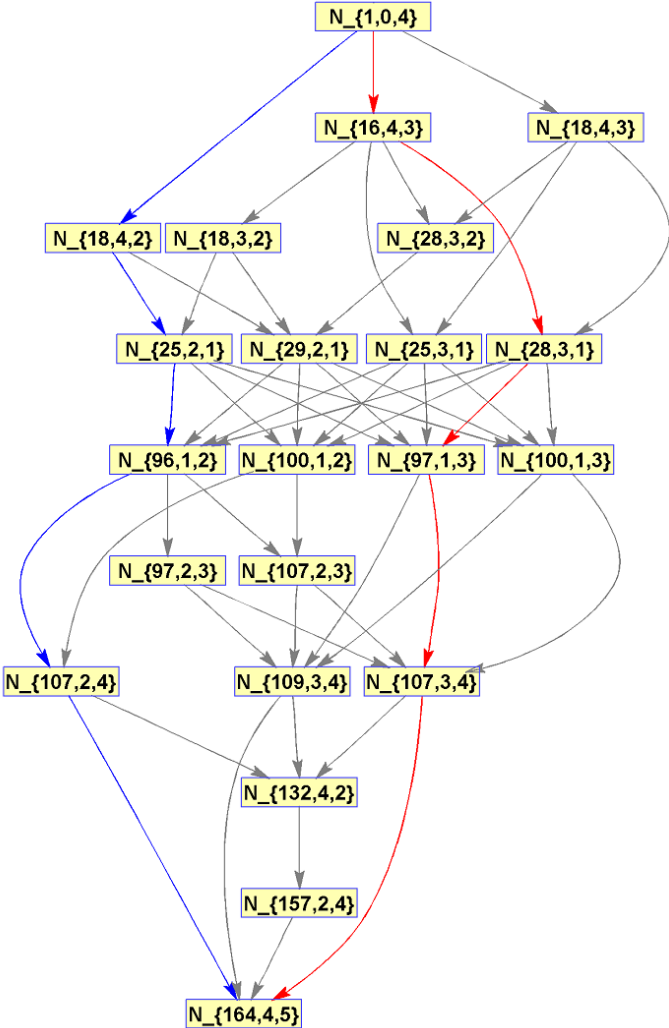 N_{1,0,4}
N_{16,4,3} N_{18,4,3}
N_{18,4,2} N_{18,3,2} N_{28,3,2}
N_{25,2,1} N_{29,2,1} N_{25,3,1} N_{28,3,1}
N_{96,1,2} N_{100,1,2} N_{97,1,3} N_{100,1,3}
N_{97,2,3} N_{107,2,3}
N_{107,2,4} N_{109,3,4} N_{107,3,4}
N_{132,4,2}
N_{157,2,4}
N_{164,4,5}